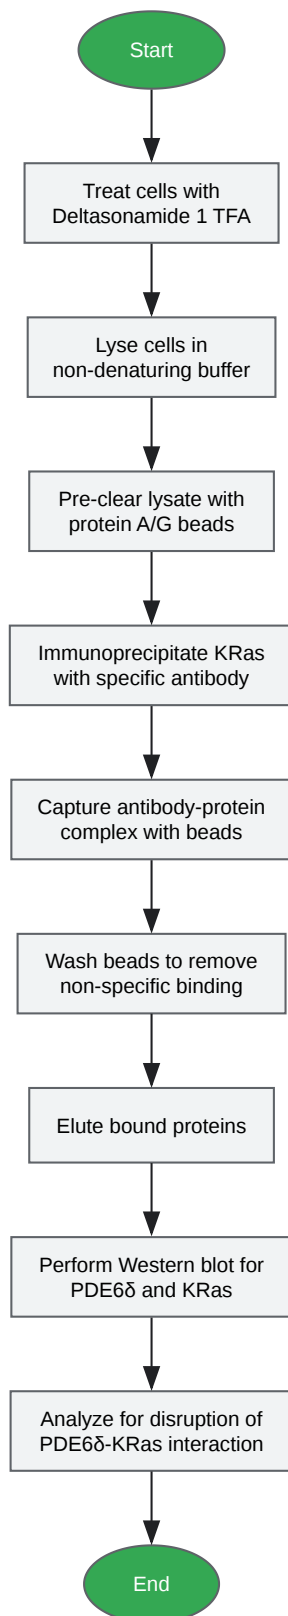 Start
Treat cells with
Deltasonamide 1 TFA
Lyse cells in
non-denaturing buffer
Pre-clear lysate with
protein A/G beads
Immunoprecipitate KRas
with specific antibody
Capture antibody-protein
complex with beads
Wash beads to remove
non-specific binding
Elute bound proteins
Perform Western blot for
PDE6δ and KRas
Analyze for disruption of
PDE6δ-KRas interaction
End